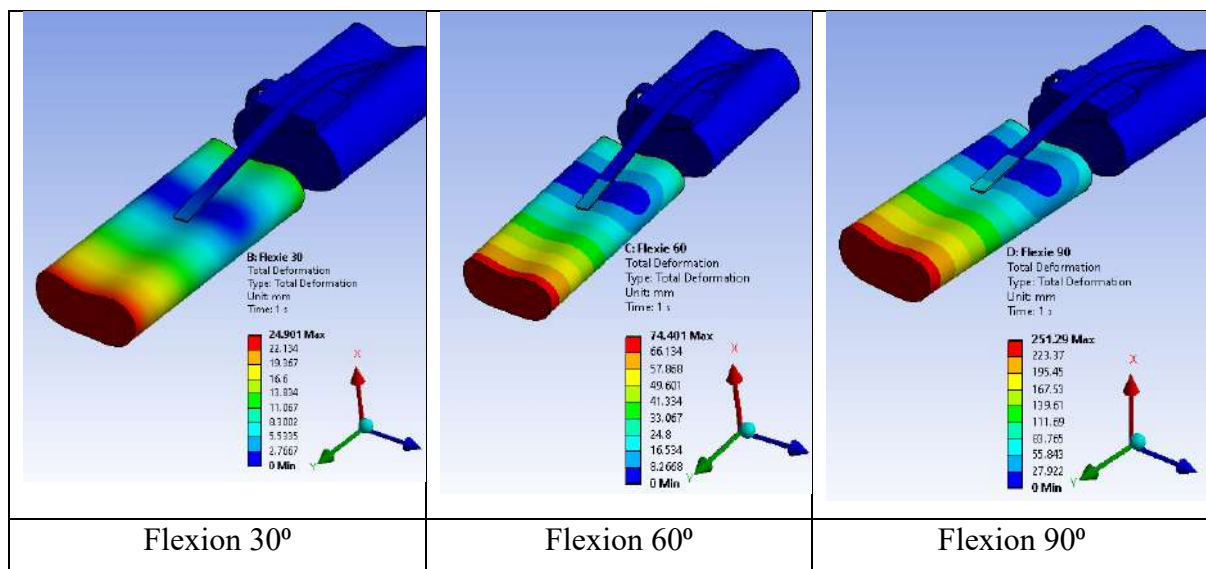 B: Flexie 30
Total Deformation
Type: Total Deformation
Unit: mm
Time: 1 s
24.901 Max
22.134
19.367
16.6
13.834
11.067
8.3002
5.5335
2.7667
0 Min
X
Y
C: Flexie 60
Total Deformation
Type: Total Deformation
Unit: mm
Time: 1 s
74.401 Max
66.134
57.868
49.601
41.334
33.067
24.8
16.534
8.2668
0 Min
X
Y
D: Flexie 90
Total Deformation
Type: Total Deformation
Unit: mm
Time: 1 s
251.29 Max
223.37
195.45
167.53
139.61
111.69
83.765
55.843
27.922
0 Min
X
Y
Flexion 30⁰
Flexion 60⁰
Flexion 90⁰